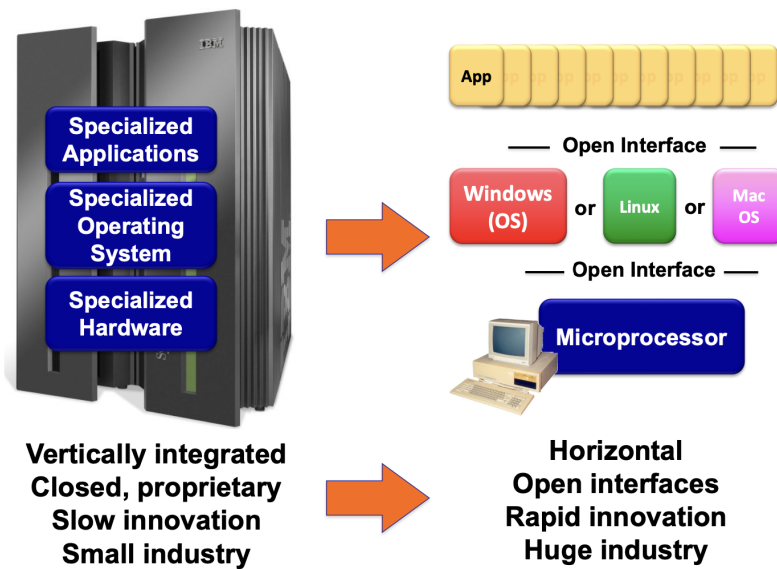 IBM
Specialized
Applications
Specialized
Operating
System
Specialized
Hardware
Vertically integrated
Closed, proprietary
Slow innovation
Small industry
App
Open Interface
Windows
(OS)
or
Linux
or
Mac
OS
Open Interface
Microprocessor
Horizontal
Open interfaces
Rapid innovation
Huge industry